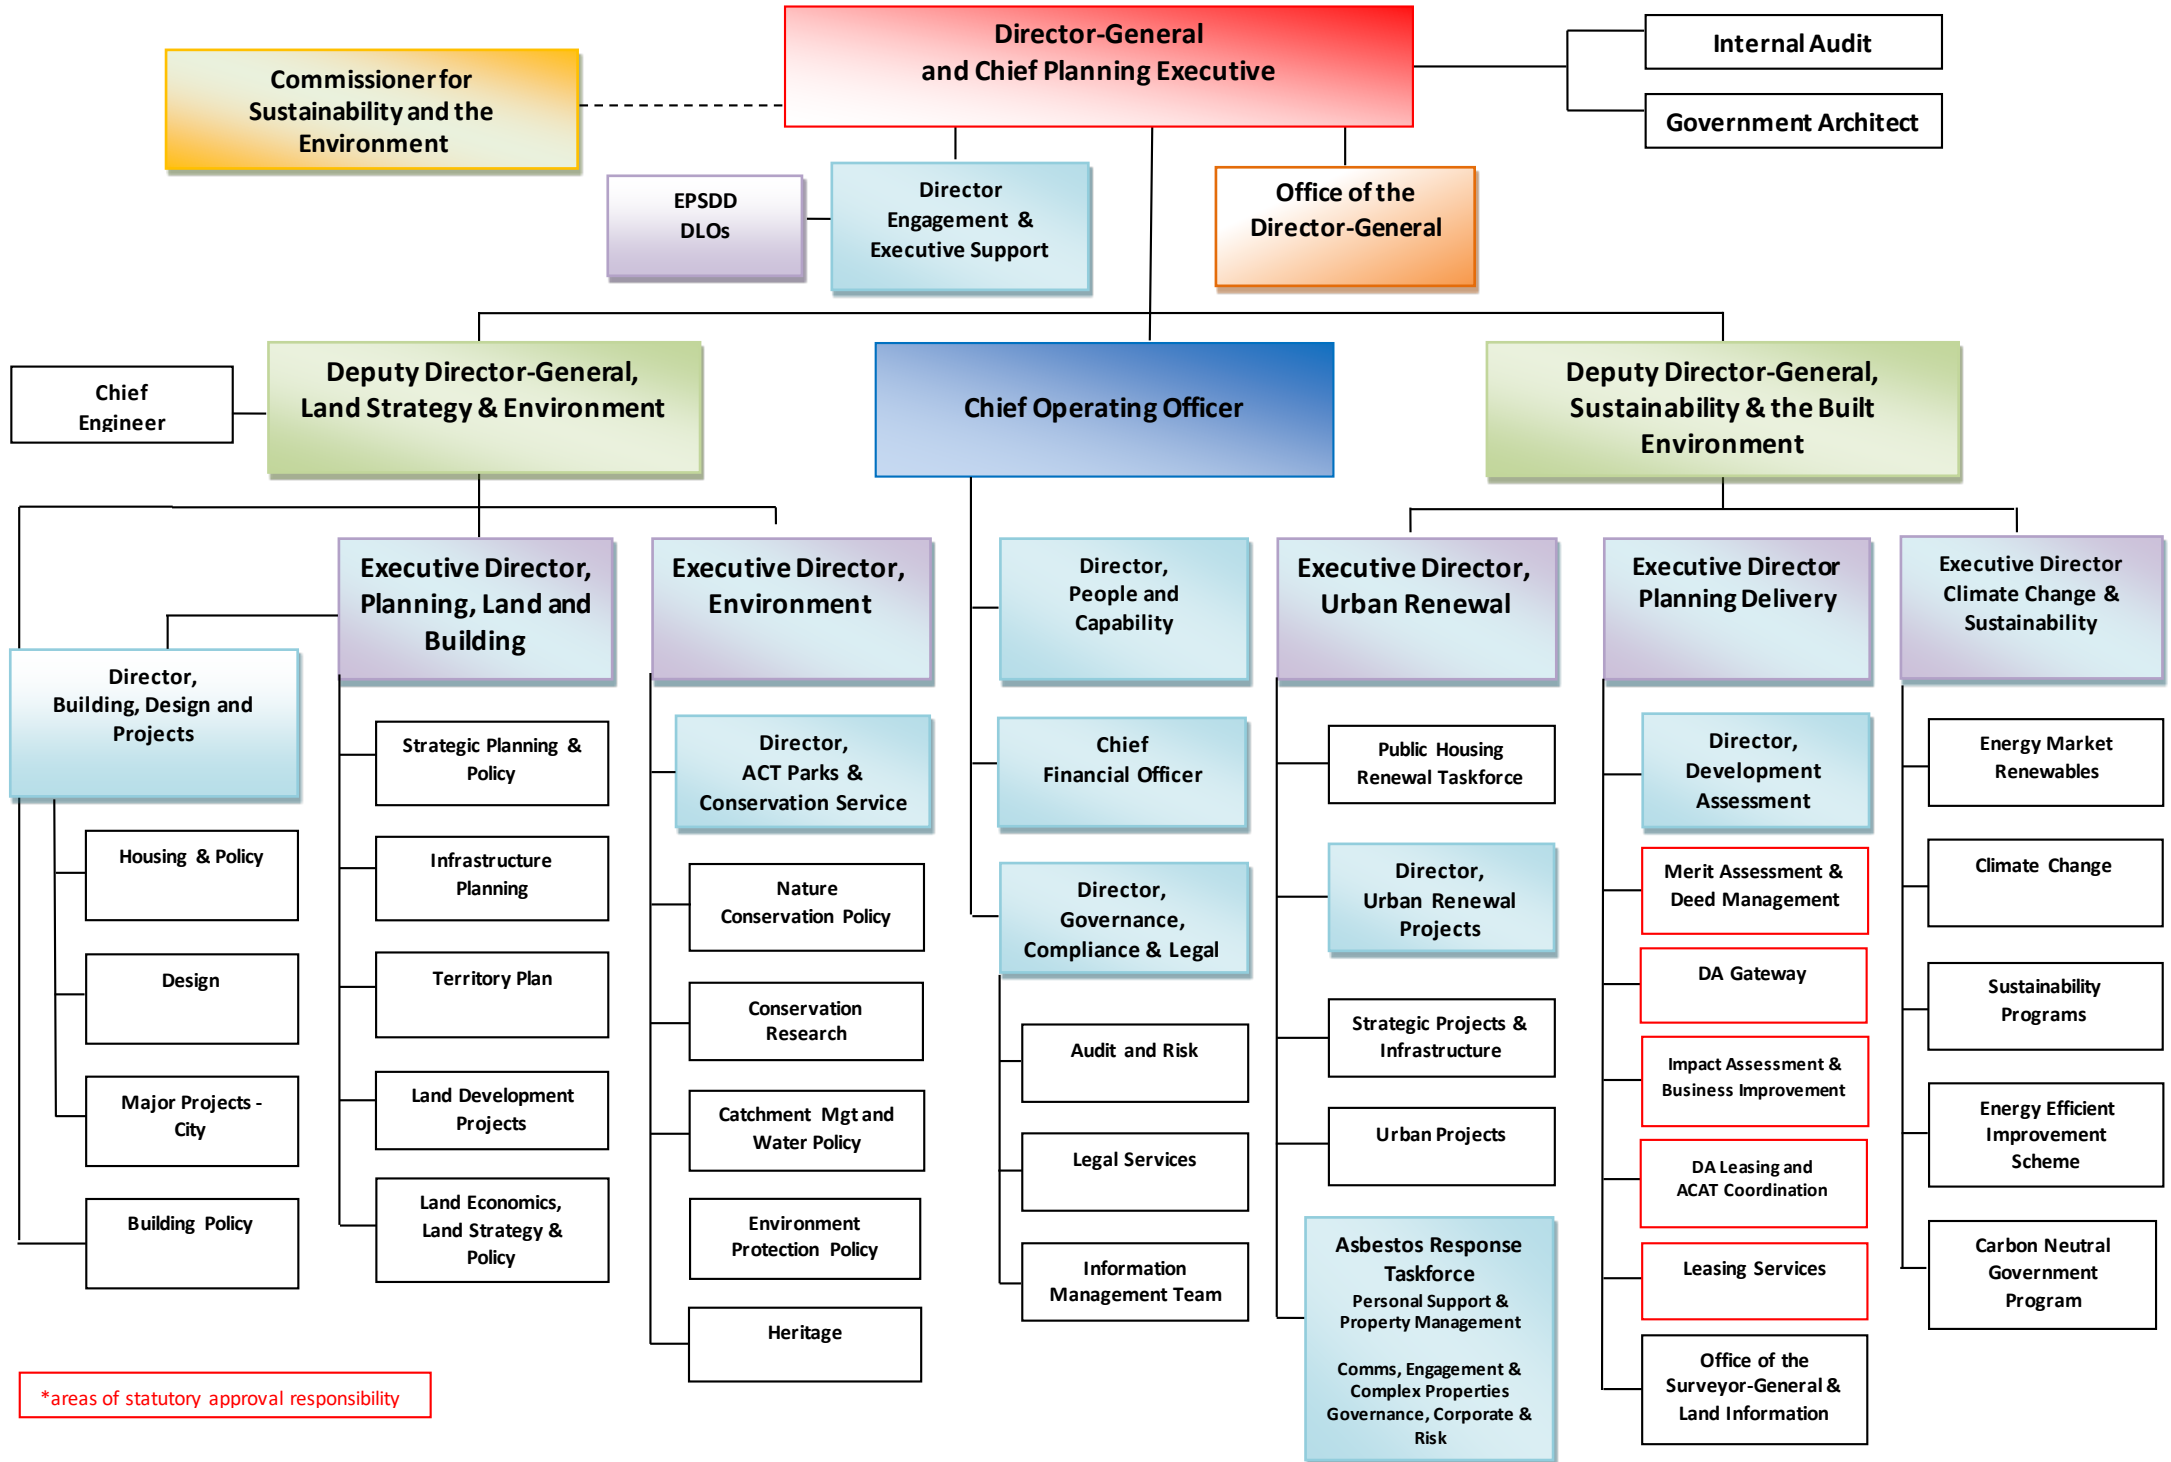 Director-General
and Chief Planning Executive
Internal Audit
Government Architect
Commissioner for
Sustainability and the
Environment
EPSDD
DLOs
Director
Engagement &
Executive Support
Office of the
Director-General
Chief
Engineer
Deputy Director-General,
Land Strategy & Environment
Chief Operating Officer
Deputy Director-General,
Sustainability & the Built
Environment
Director,
Building, Design and
Projects
Housing & Policy
Design
Major Projects -
City
Building Policy
Executive Director,
Planning, Land and
Building
Strategic Planning &
Policy
Infrastructure
Planning
Territory Plan
Land Development
Projects
Land Economics,
Land Strategy &
Policy
Executive Director,
Environment
Director,
ACT Parks &
Conservation Service
Nature
Conservation Policy
Conservation
Research
Catchment Mgt and
Water Policy
Environment
Protection Policy
Heritage
Director,
People and
Capability
Chief
Financial Officer
Director,
Governance,
Compliance & Legal
Audit and Risk
Legal Services
Information
Management Team
Executive Director,
Urban Renewal
Public Housing
Renewal Taskforce
Director,
Urban Renewal
Projects
Strategic Projects &
Infrastructure
Urban Projects
Asbestos Response
Taskforce
Personal Support &
Property Management
Comms, Engagement &
Complex Properties
Governance, Corporate &
Risk
Executive Director
Planning Delivery
Director,
Development
Assessment
Merit Assessment &
Deed Management
DA Gateway
Impact Assessment &
Business Improvement
DA Leasing and
ACAT Coordination
Leasing Services
Office of the
Surveyor-General &
Land Information
Executive Director
Climate Change &
Sustainability
Energy Market
Renewables
Climate Change
Sustainability
Programs
Energy Efficient
Improvement
Scheme
Carbon Neutral
Government
Program
*areas of statutory approval responsibility